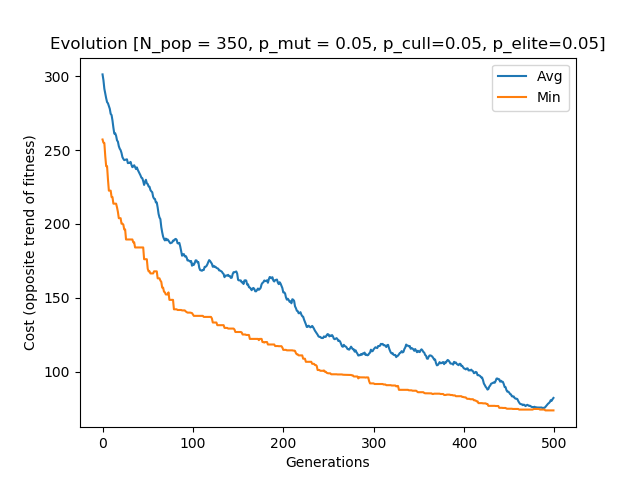 Evolution [N_pop = 350, p_mut = 0.05, p_cull=0.05, p_elite=0.05]
Avg
Min
Cost (opposite trend of fitness)
300
250
200
150
100
0 100 200 300 400 500
Generations